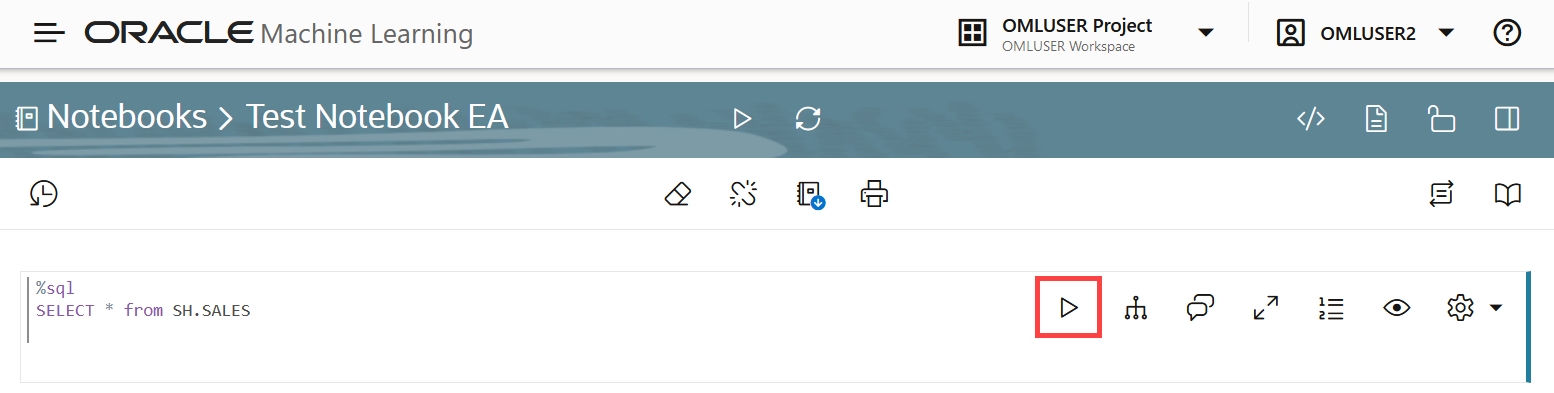 ORACLE Machine Learning
OMLUSER Project
OMLUSER Workspace
OMLUSER2
Notebooks > Test Notebook EA
%sql
SELECT * from SH.SALES